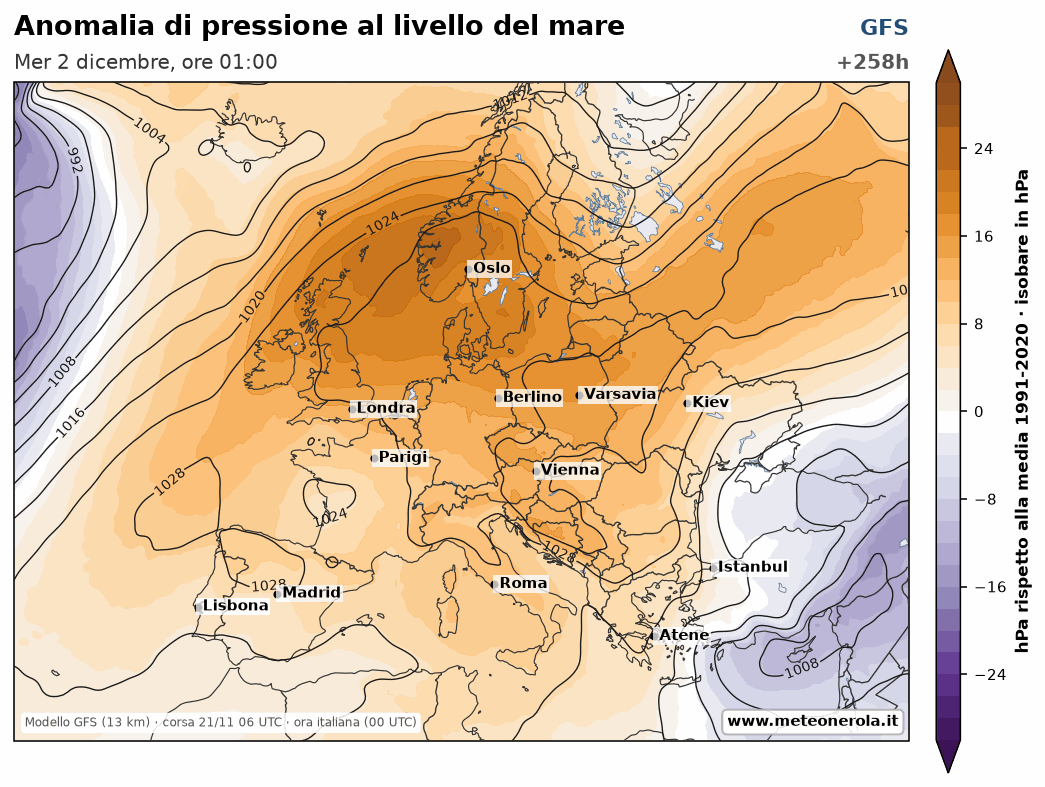 Anomalia di pressione al livello del mare
GFS
Mer 2 dicembre, ore 01:00
+258h
1012
1004
992
0
1024
Oslo
1020
10
1008
1016
Londra
Berlino
Varsavia
Kiev
Parigi
Vienna
1028
1024
1028
1028
Madrid
Lisbona
Roma
Istanbul
Atene
1008
Modello GFS (13 km) · corsa 21/11 06 UTC · ora italiana (00 UTC)
www.meteonerola.it
24
16
8
0
−8
−16
−24
hPa rispetto alla media 1991-2020 · isobare in hPa